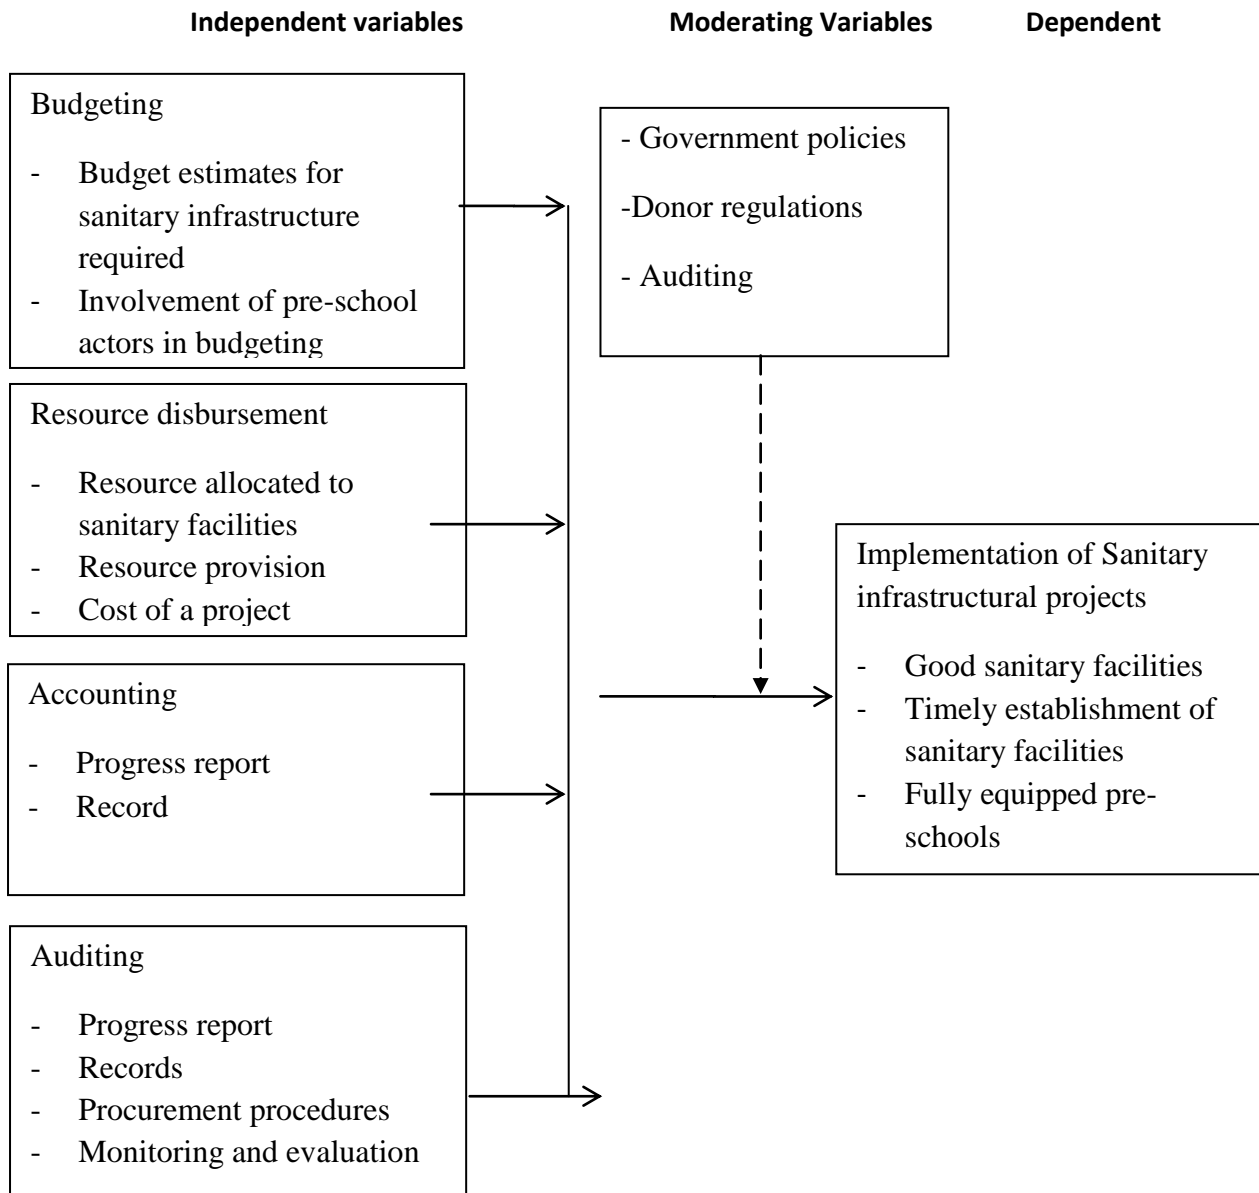 Independent variables
Moderating Variables
Dependent
Budgeting
- Budget estimates for
sanitary infrastructure
required
- Involvement of pre-school
actors in budgeting
Resource disbursement
- Resource allocated to
sanitary facilities
- Resource provision
- Cost of a project
Accounting
- Progress report
- Record
Auditing
- Progress report
- Records
- Procurement procedures
- Monitoring and evaluation
- Government policies
-Donor regulations
- Auditing
Implementation of Sanitary
infrastructural projects
- Good sanitary facilities
- Timely establishment of
sanitary facilities
- Fully equipped pre-
schools